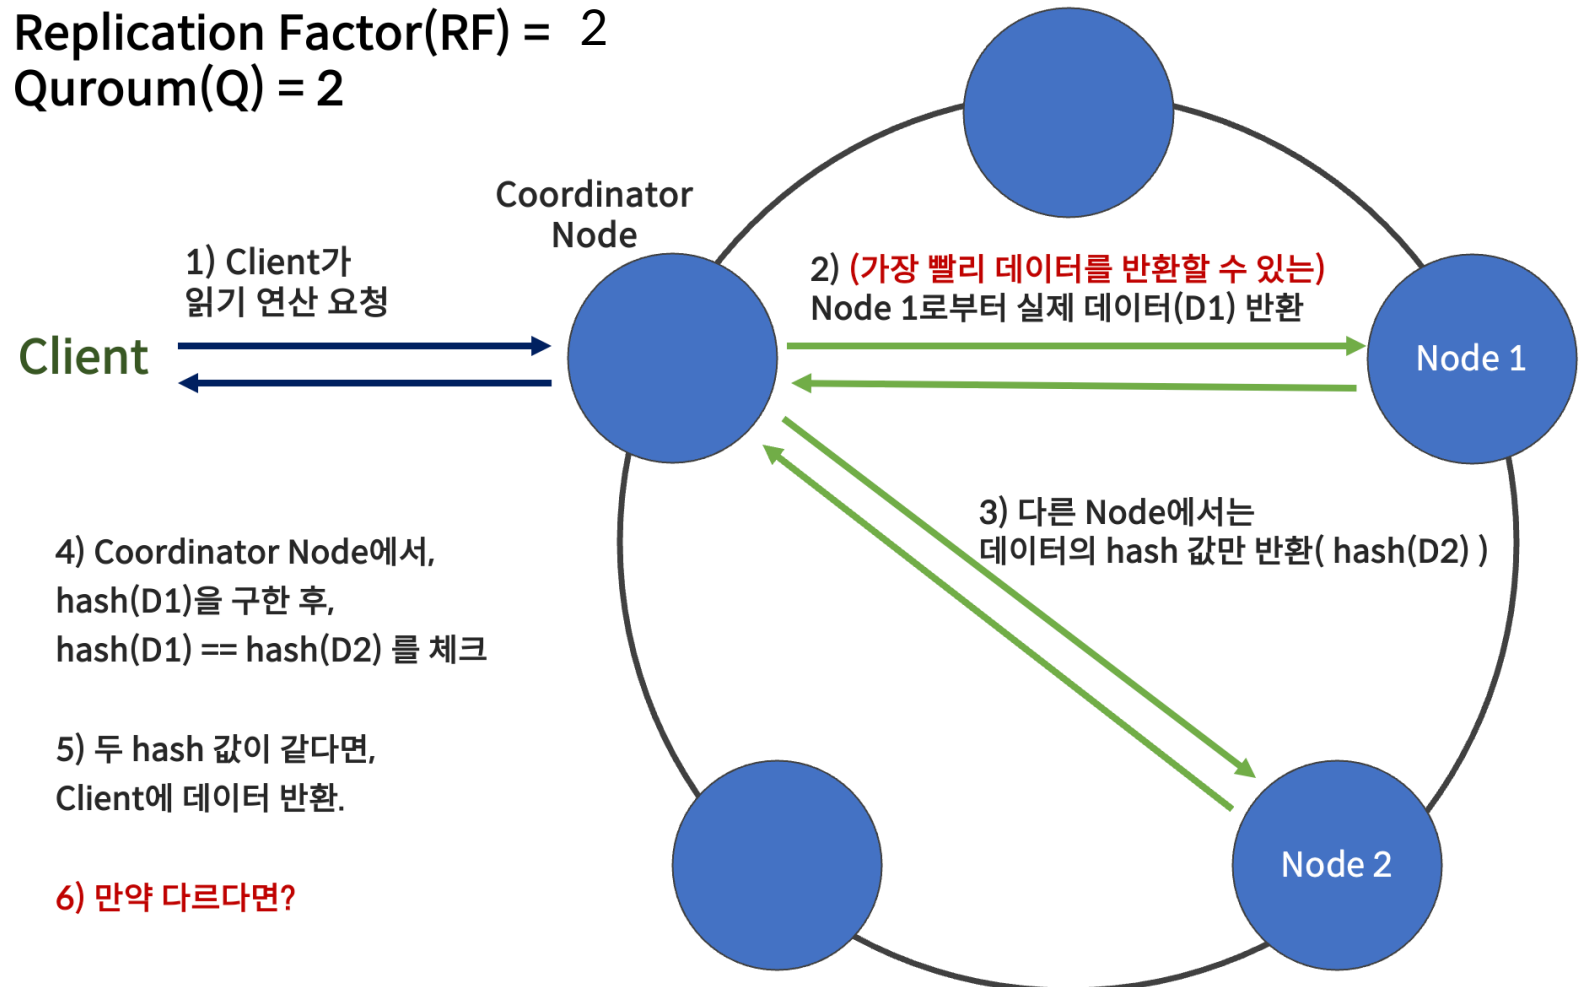 Replication Factor(RF) = 2
Quroum(Q) = 2
Coordinator
Node
1) Client가
읽기 연산 요청
Client
2) (가장 빨리 데이터를 반환할 수 있는)
Node 1로부터 실제 데이터(D1) 반환
Node 1
3) 다른 Node에서는
데이터의 hash 값만 반환( hash(D2) )
4) Coordinator Node에서,
hash(D1)을 구한 후,
hash(D1) == hash(D2) 를 체크
5) 두 hash 값이 같다면,
Client에 데이터 반환.
Node 2
6) 만약 다르다면?